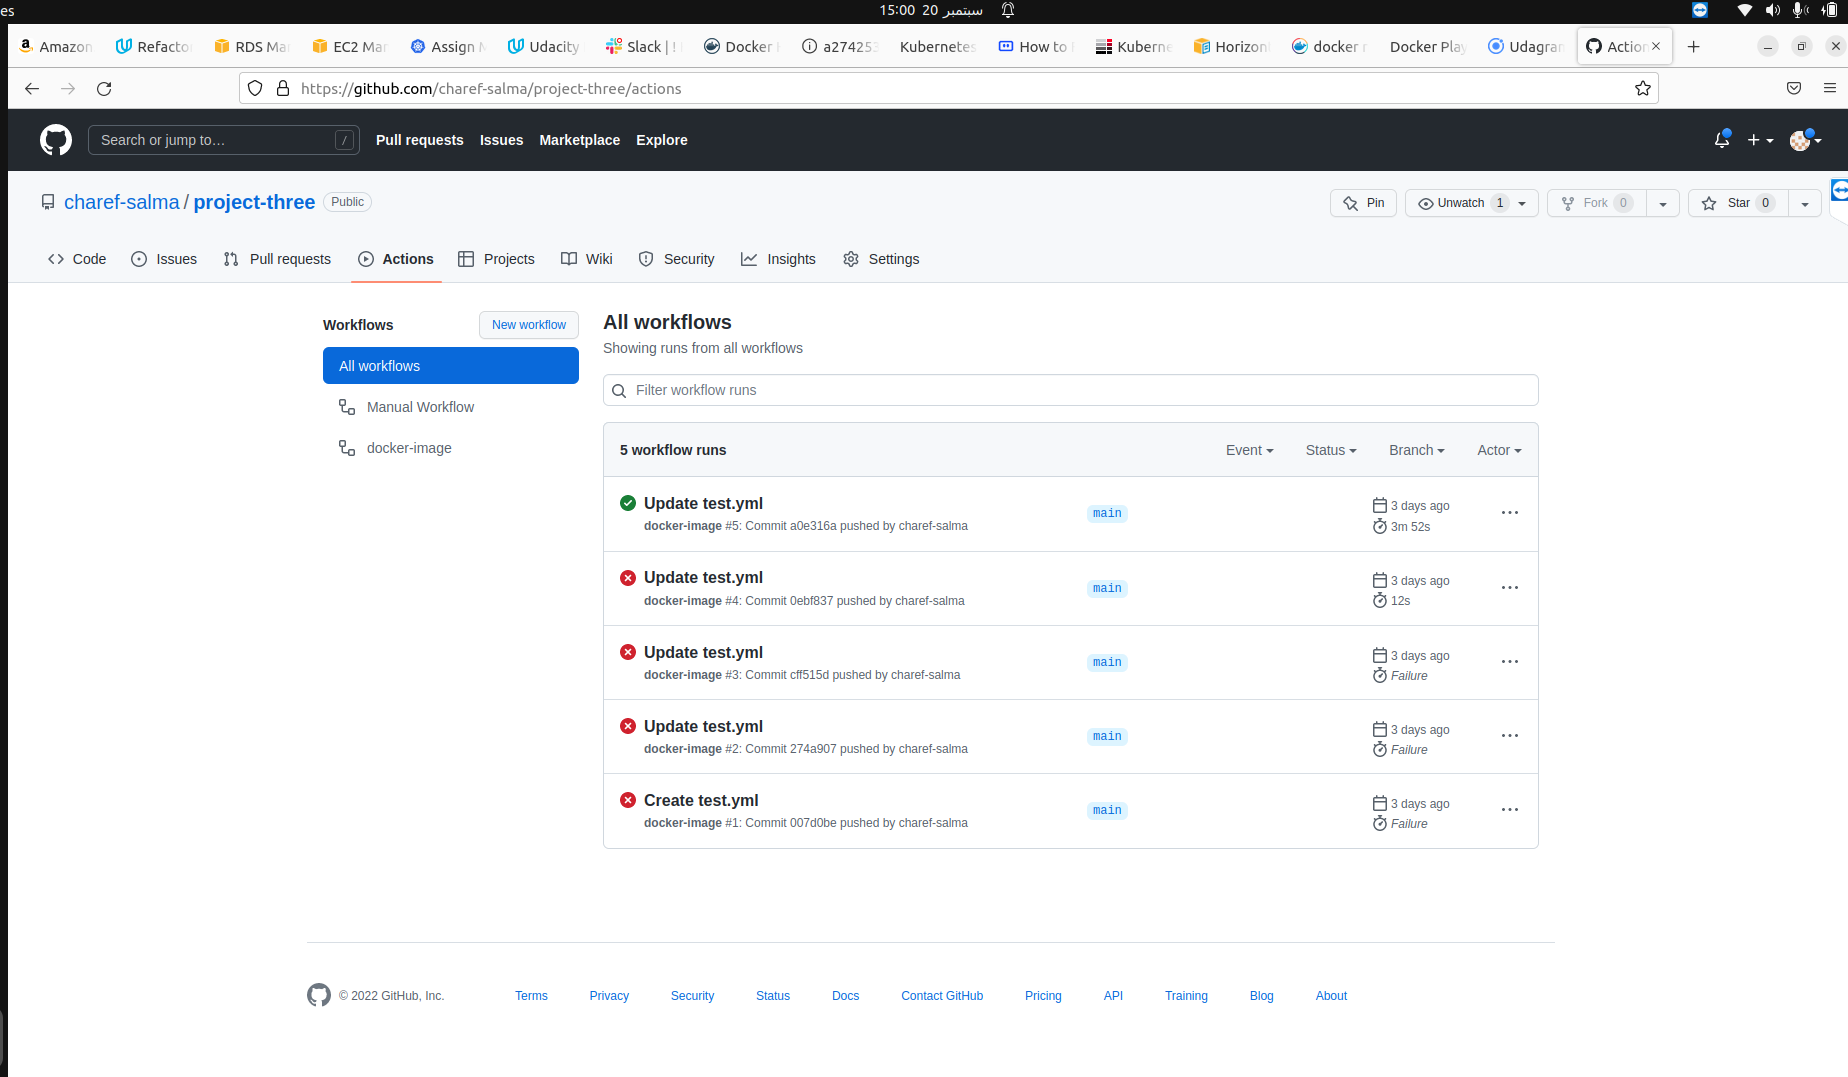 es
15:00 20 سبتمبر
Amazon
Refacto
RDS Ma
EC2 Mar
Assign
Udacity
Slack | !
Docker
a274253
Kubernetes
How to
Kuberne
Horizon
docker r
Docker Play
Udagran
Action
https://github.com/charef-salma/project-three/actions
Search or jump to…
/
Pull requests
Issues
Marketplace
Explore
charef-salma / project-three
Public
Pin
Unwatch 1
Fork 0
Star 0
Code
Issues
Pull requests
Actions
Projects
Wiki
Security
Insights
Settings
Workflows
New workflow
All workflows
Manual Workflow
docker-image
All workflows
Showing runs from all workflows
Filter workflow runs
5 workflow runs
Event
Status
Branch
Actor
Update test.yml
docker-image #5: Commit a0e316a pushed by charef-salma
main
3 days ago
3m 52s
Update test.yml
docker-image #4: Commit 0ebf837 pushed by charef-salma
main
3 days ago
12s
Update test.yml
docker-image #3: Commit cff515d pushed by charef-salma
main
3 days ago
Failure
Update test.yml
docker-image #2: Commit 274a907 pushed by charef-salma
main
3 days ago
Failure
Create test.yml
docker-image #1: Commit 007d0be pushed by charef-salma
main
3 days ago
Failure
© 2022 GitHub, Inc.
Terms
Privacy
Security
Status
Docs
Contact GitHub
Pricing
API
Training
Blog
About